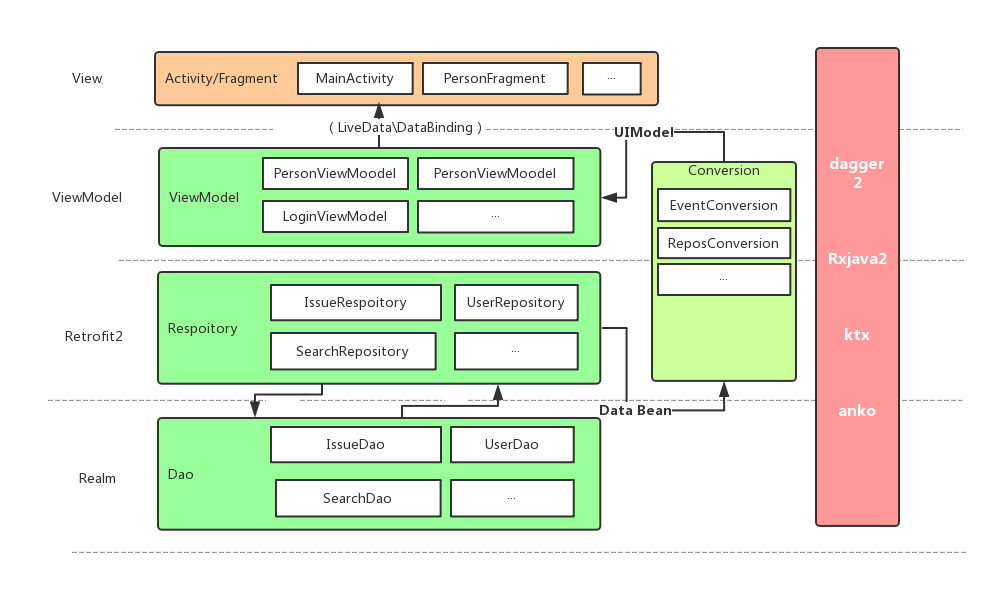 View
Activity/Fragment
MainActivity
PersonFragment
...
( LiveData\DataBinding )
UIModel
ViewModel
ViewModel
PersonViewMoodel
PersonViewMoodel
LoginViewModel
...
Conversion
EventConversion
ReposConversion
...
Retrofit2
Respoitory
IssueRespoitory
UserRepository
SearchRepository
...
Data Bean
Realm
Dao
IssueDao
UserDao
SearchDao
...
dagger
2
Rxjava2
ktx
anko